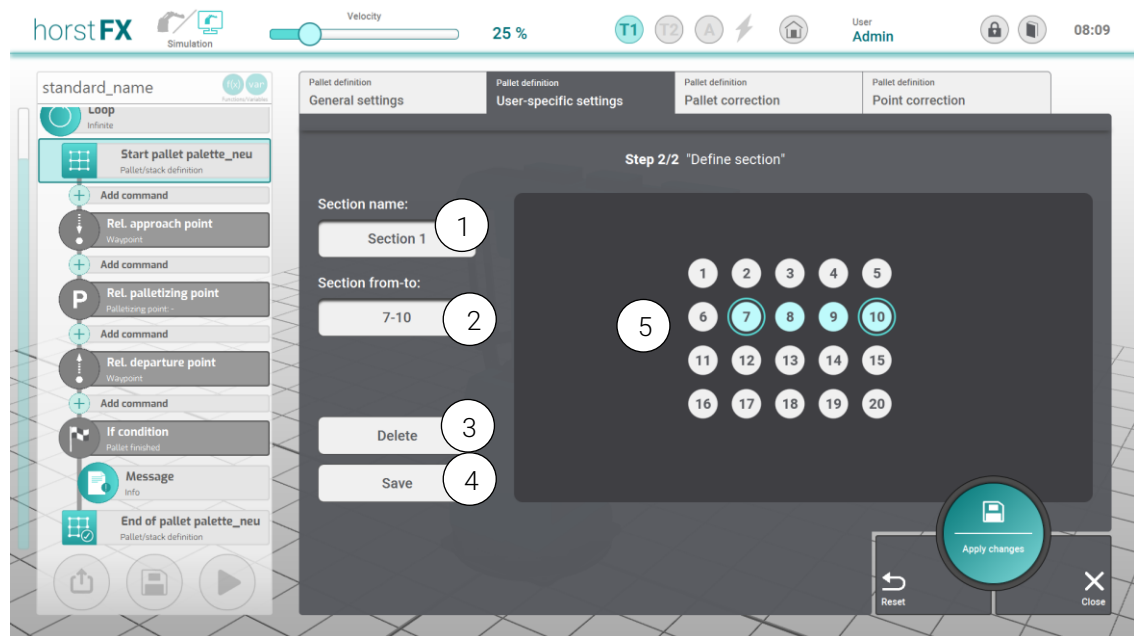 horstFX
Simulation
Velocity
25 %
T1
T2
A
User
Admin
08:09
standard_name
f(x)
var
Functions/Variables
Loop
Infinite
Start pallet palette_neu
Pallet/stack definition
Add command
Rel. approach point
Waypoint
Add command
P
Rel. palletizing point
Palletizing point: -
Add command
Rel. departure point
Waypoint
Add command
If condition
Pallet finished
Message
Info
End of pallet palette_neu
Pallet/stack definition
Pallet definition
General settings
Pallet definition
User-specific settings
Pallet definition
Pallet correction
Pallet definition
Point correction
Step 2/2 "Define section"
Section name:
Section 1
1
Section from-to:
7-10
2
Delete
3
Save
4
5
1 2 3 4 5
6 7 8 9 10
11 12 13 14 15
16 17 18 19 20
Apply changes
Reset
Close